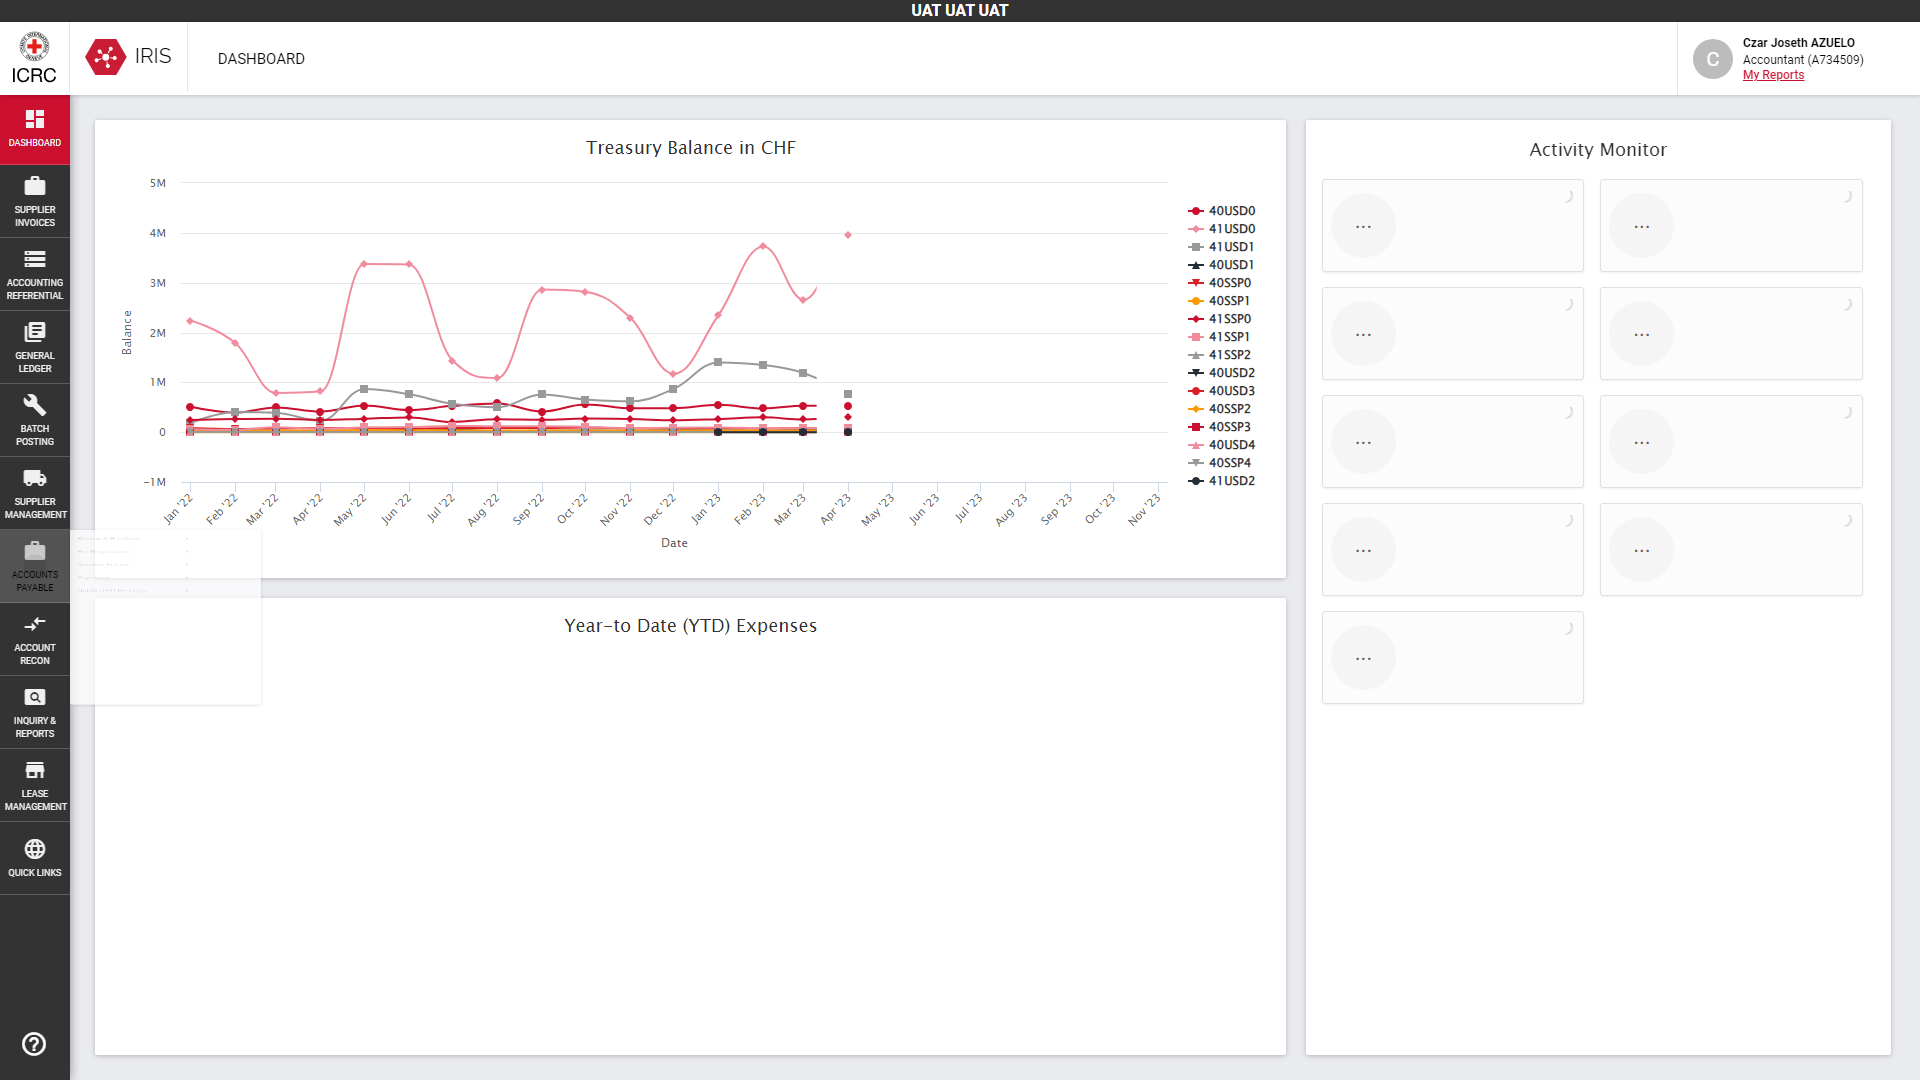 UAT UAT UAT
ICRC
IRIS
DASHBOARD
C
Czar Joseth AZUELO
Accountant (A734509)
My Reports
DASHBOARD
SUPPLIER
INVOICES
ACCOUNTING
REFERENTIAL
GENERAL
LEDGER
BATCH
POSTING
SUPPLIER
MANAGEMENT
ACCOUNTS
PAYABLE
ACCOUNT
RECON
INQUIRY &
REPORTS
LEASE
MANAGEMENT
QUICK LINKS
Treasury Balance in CHF
5M
4M
3M
2M
1M
0
-1M
Balance
Jan '22
Feb '22
Mar '22
Apr '22
May '22
Jun '22
Jul '22
Aug '22
Sep '22
Oct '22
Nov '22
Dec '22
Jan '23
Feb '23
Mar '23
Apr '23
May '23
Jun '23
Jul '23
Aug '23
Sep '23
Oct '23
Nov '23
Date
40USD0
41USD0
41USD1
40USD1
40SSP0
40SSP1
41SSP0
41SSP1
41SSP2
40USD2
40USD3
40SSP2
40SSP3
40USD4
40SSP4
41USD2
Year-to Date (YTD) Expenses
Activity Monitor
...
...
...
...
...
...
...
...
...